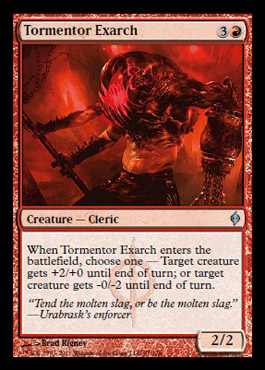 Tormentor Exarch 3
Creature — Cleric
When Tormentor Exarch enters the
battlefield, choose one — Target creature
gets +2/+0 until end of turn; or target
creature gets -0/-2 until end of turn.
“Tend the molten slag, or be the molten slag.”
—Urabrask's enforcer
Brad Rigney
2/2